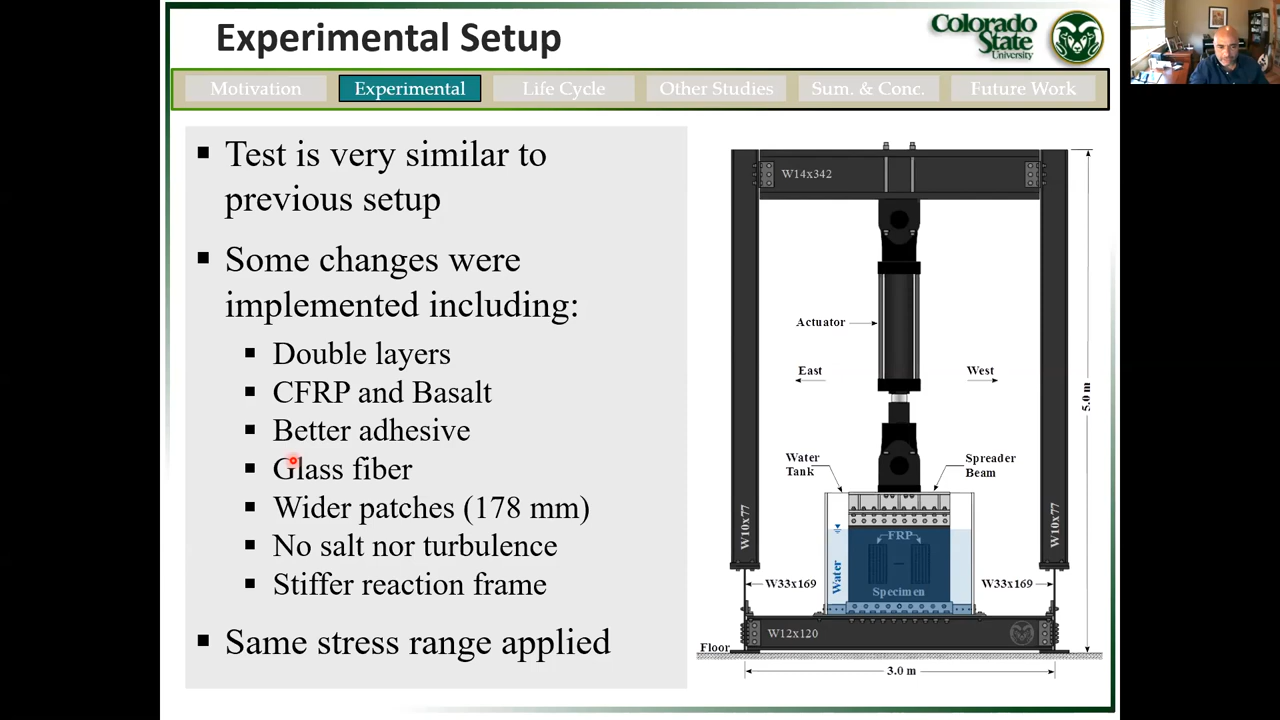 Experimental Setup
Colorado
State
University
Motivation
Experimental
Life Cycle
Other Studies
Sum. & Conc.
Future Work
▪ Test is very similar to
previous setup
▪ Some changes were
implemented including:
▪ Double layers
▪ CFRP and Basalt
▪ Better adhesive
▪ Glass fiber
▪ Wider patches (178 mm)
▪ No salt nor turbulence
▪ Stiffer reaction frame
▪ Same stress range applied
W14x342
Actuator
East
West
5.0 m
Water
Tank
Spreader
Beam
W10x77
W10x77
FRP
Water
W33x169
W33x169
Specimen
W12x120
Floor
3.0 m